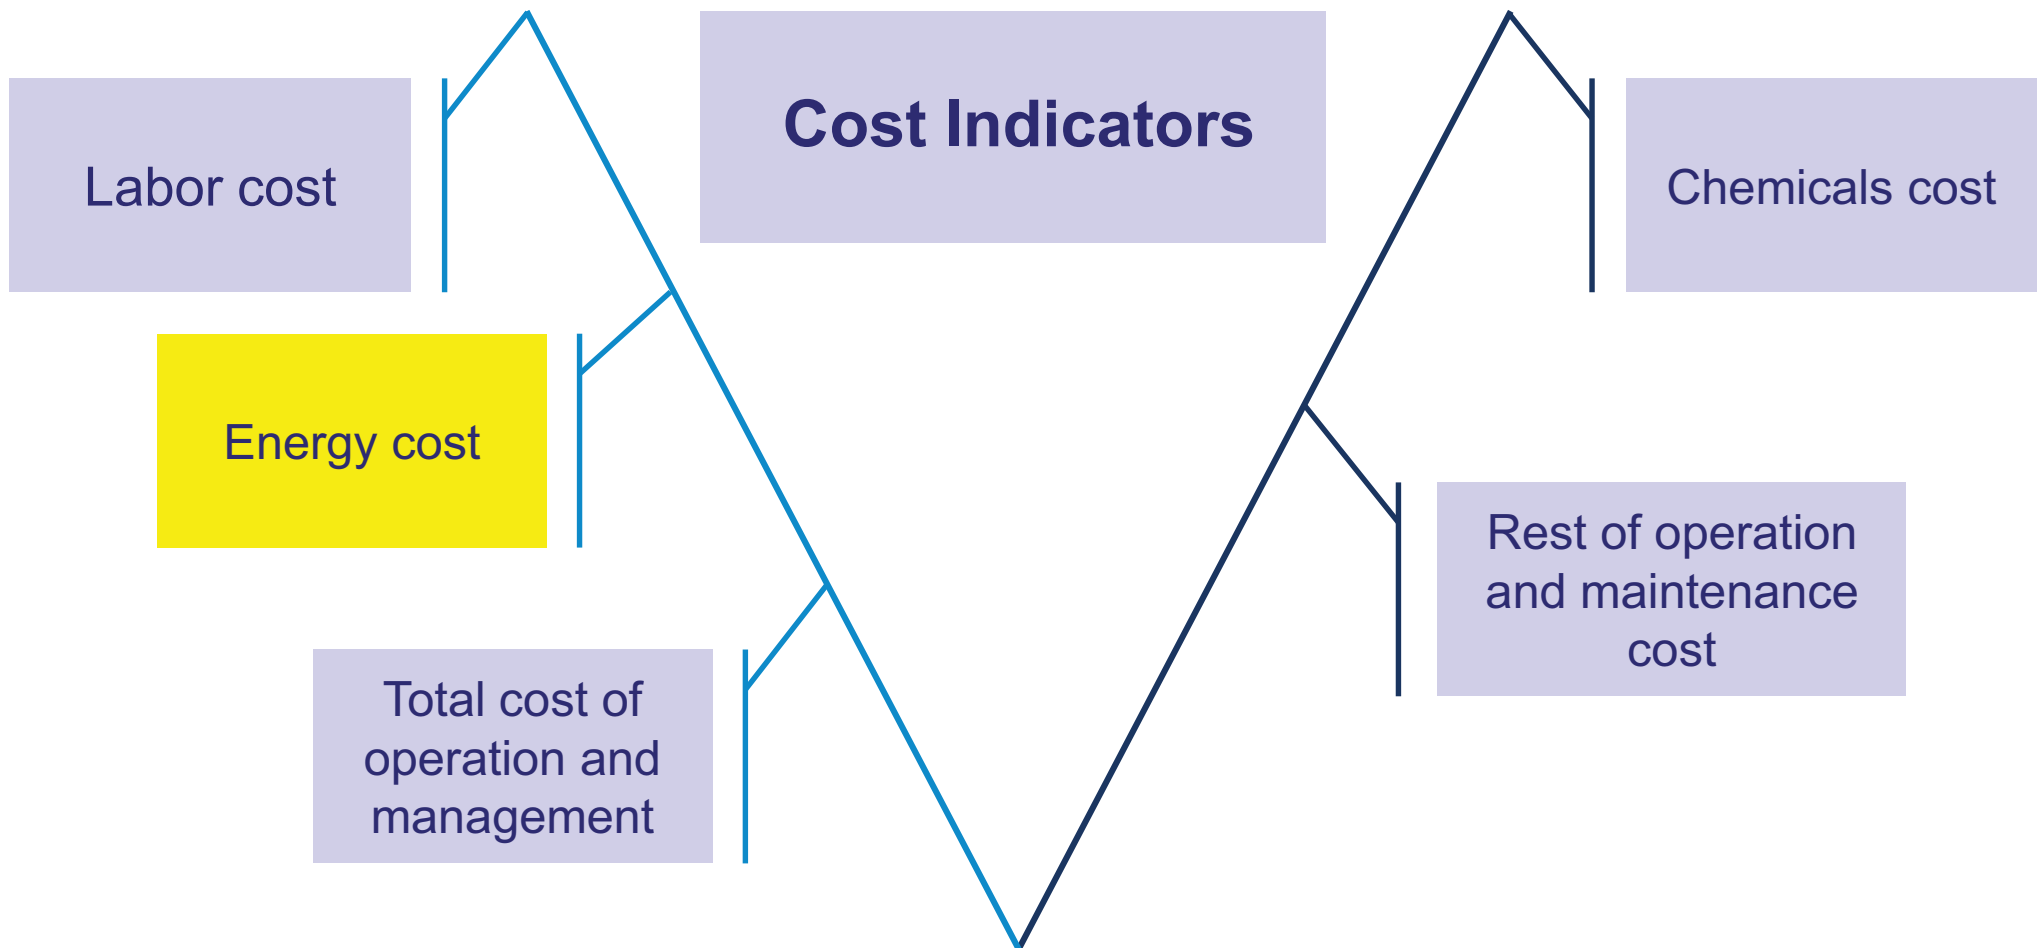 Cost Indicators
Labor cost
Chemicals cost
Energy cost
Rest of operation
and maintenance
cost
Total cost of
operation and
management